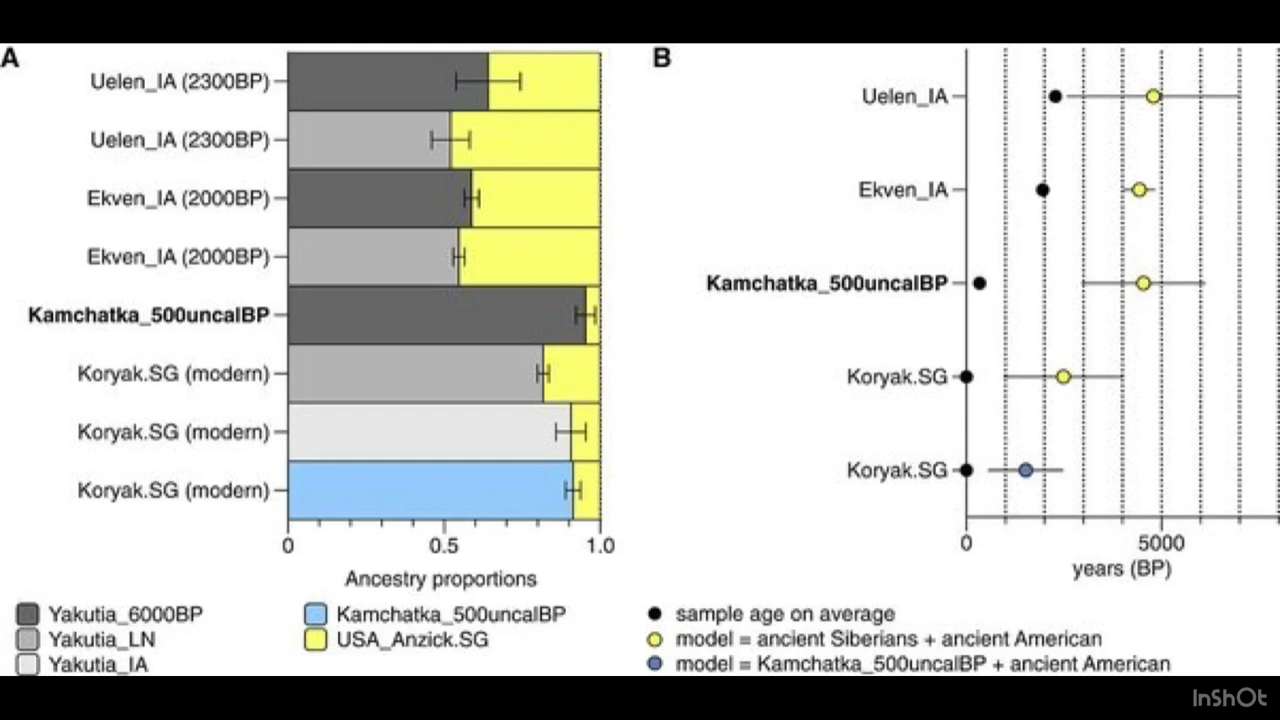 A
Uelen_IA (2300BP)
Uelen_IA (2300BP)
Ekven_IA (2000BP)
Ekven_IA (2000BP)
Kamchatka_500uncalBP
Koryak.SG (modern)
Koryak.SG (modern)
Koryak.SG (modern)
0 0.5 1.0
Ancestry proportions
Yakutia_6000BP
Yakutia_LN
Yakutia_IA
Kamchatka_500uncalBP
USA_Anzick.SG
B
Uelen_IA
Ekven_IA
Kamchatka_500uncalBP
Koryak.SG
Koryak.SG
0 5000
years (BP)
sample age on average
model = ancient Siberians + ancient American
model = Kamchatka_500uncalBP + ancient American
InShOt